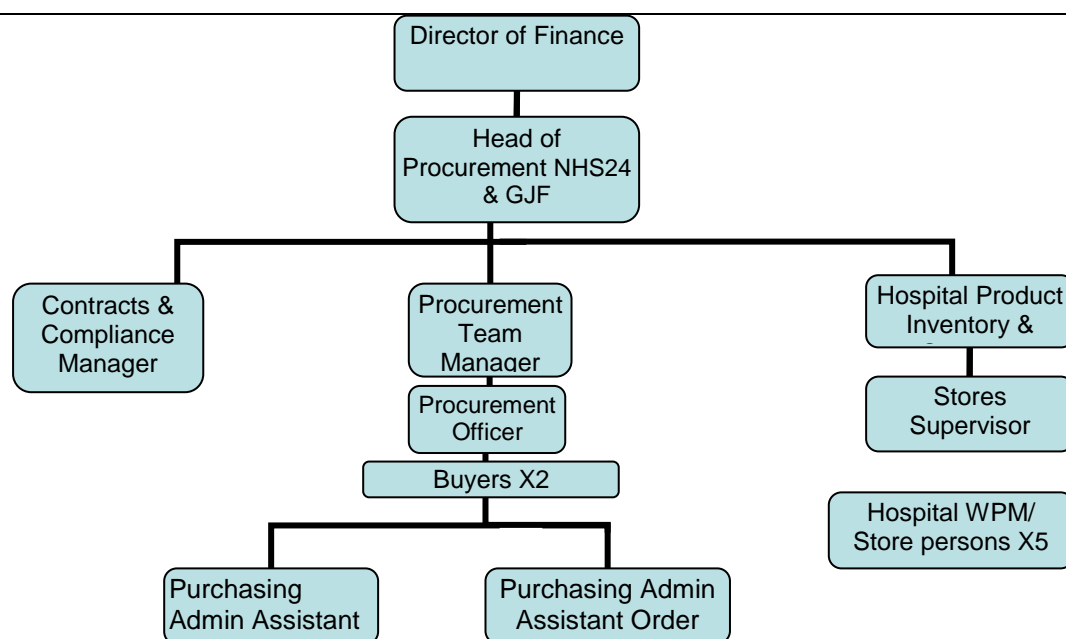 Director of Finance
Head of
Procurement NHS24
& GJF
Contracts &
Compliance
Manager
Procurement
Team
Manager
Hospital Product
Inventory &
Procurement
Officer
Stores
Supervisor
Buyers X2
Hospital WPM/
Store persons X5
Purchasing
Admin Assistant
Purchasing Admin
Assistant Order